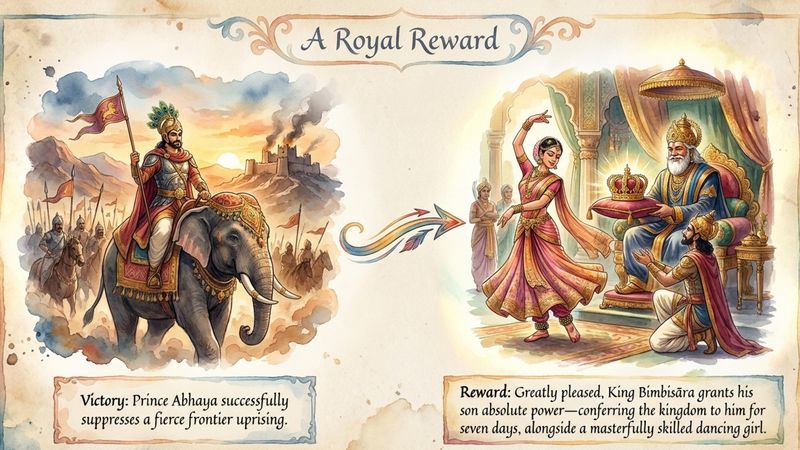 A Royal Reward
Victory: Prince Abhaya successfully
suppresses a fierce frontier uprising.
Reward: Greatly pleased, King Bimbisāra grants his
son absolute power—conferring the kingdom to him for
seven days, alongside a masterfully skilled dancing girl.